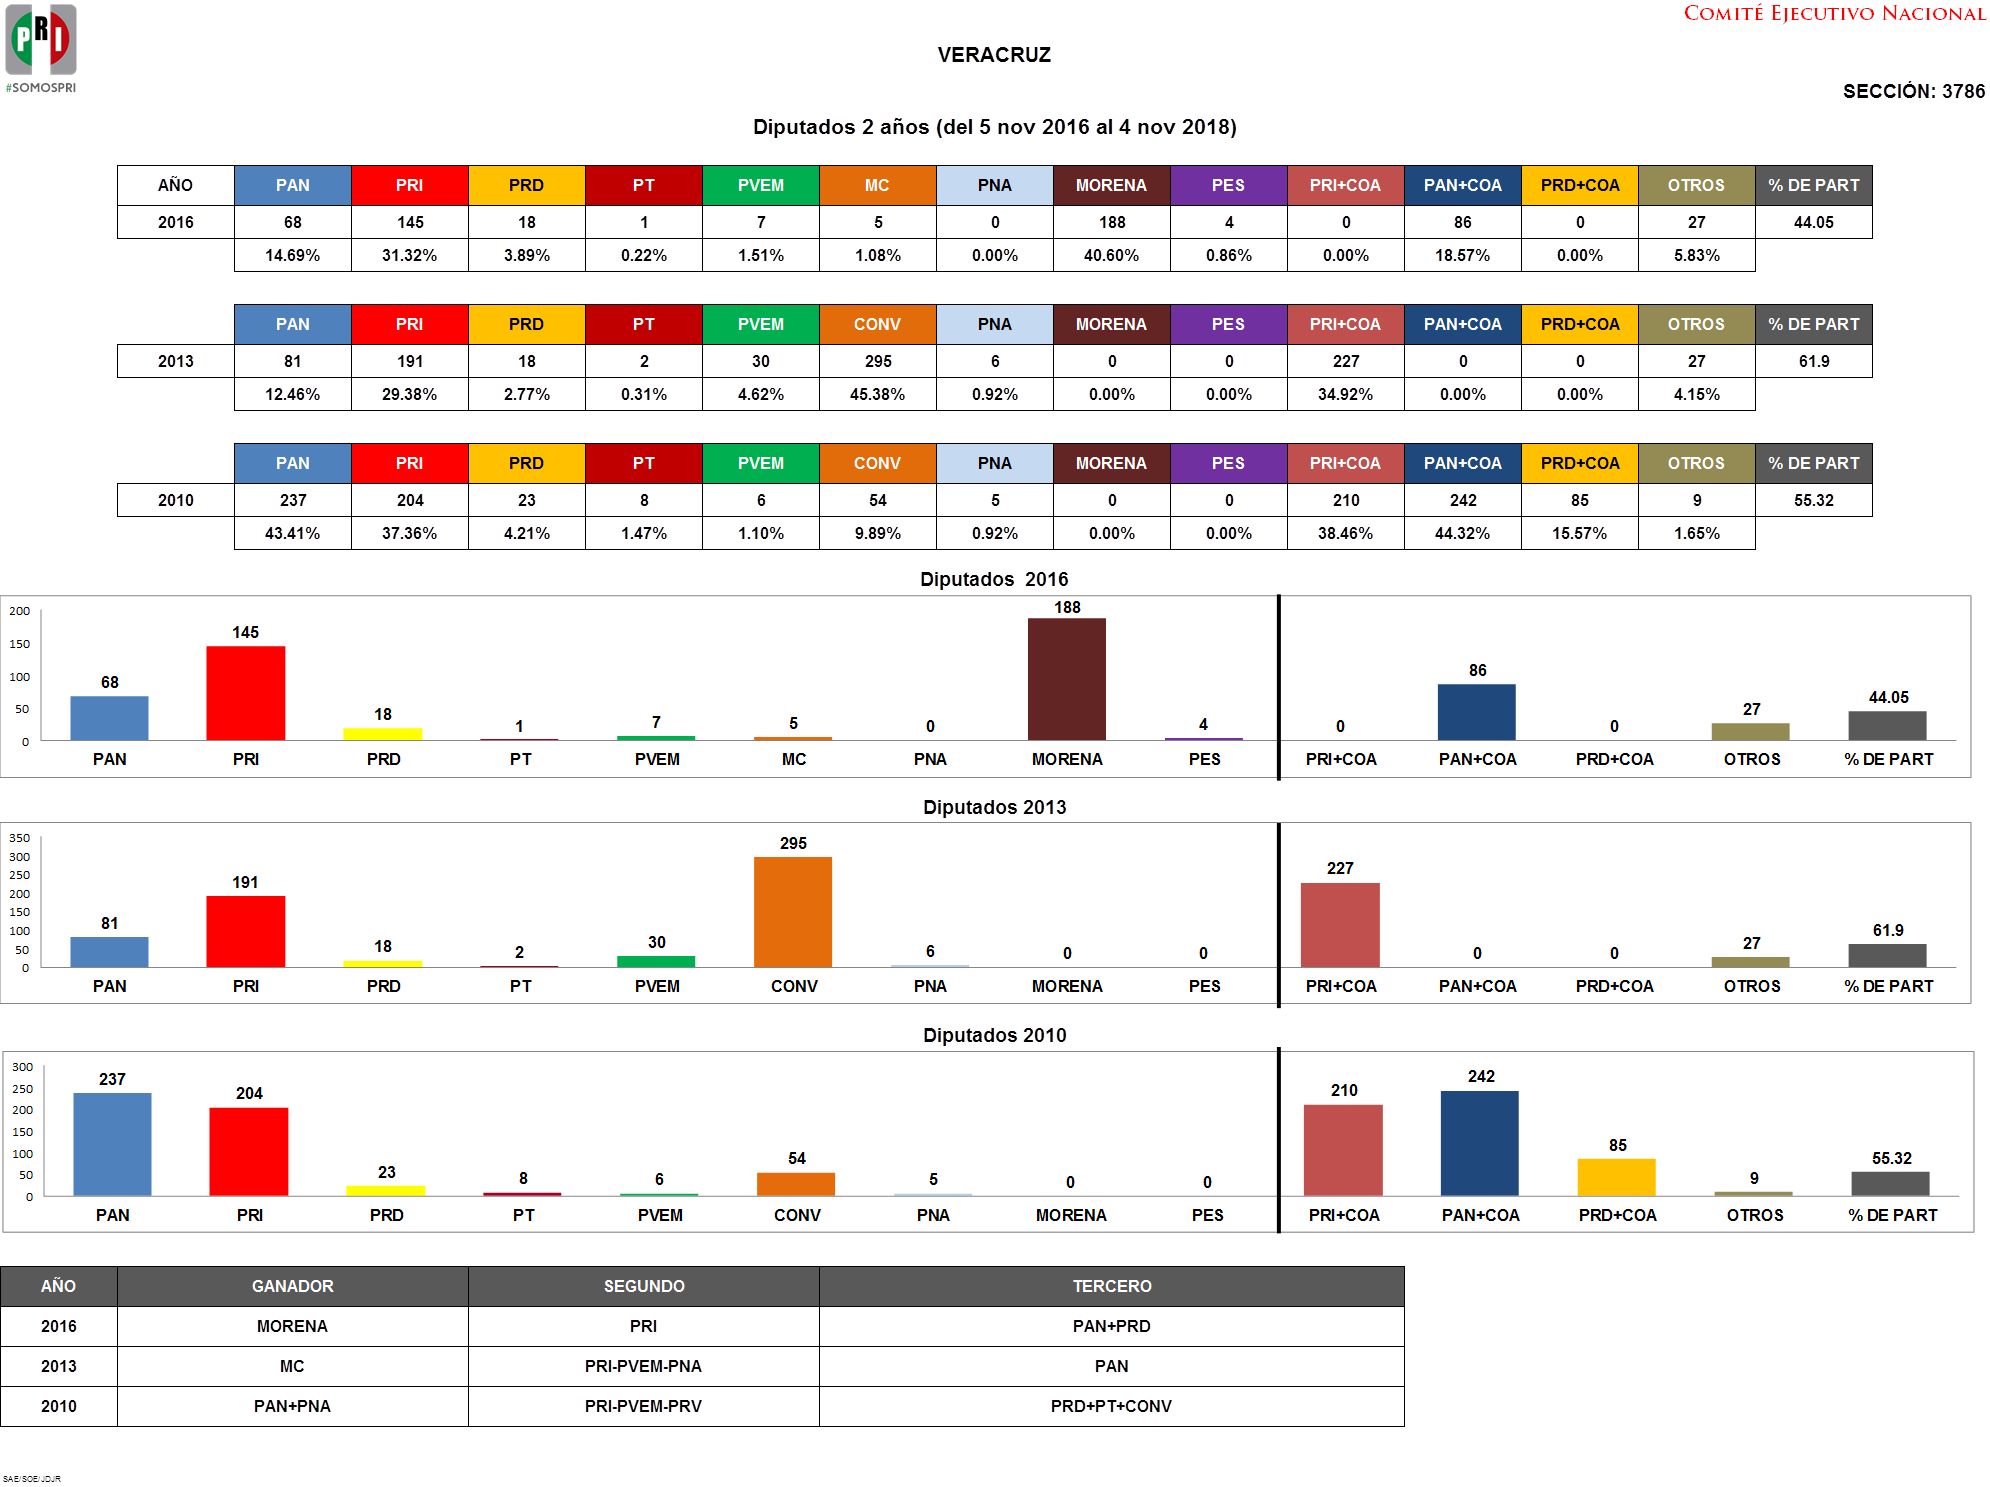 PRI
#SOMOSPRI
COMITÉ EJECUTIVO NACIONAL
VERACRUZ
SECCIÓN: 3786
Diputados 2 años (del 5 nov 2016 al 4 nov 2018)
AÑO PAN PRI PRD PT PVEM MC PNA MORENA PES PRI+COA PAN+COA PRD+COA OTROS % DE PART
2016 68 145 18 1 7 5 0 188 4 0 86 0 27 44.05
14.69% 31.32% 3.89% 0.22% 1.51% 1.08% 0.00% 40.60% 0.86% 0.00% 18.57% 0.00% 5.83%
PAN PRI PRD PT PVEM CONV PNA MORENA PES PRI+COA PAN+COA PRD+COA OTROS % DE PART
2013 81 191 18 2 30 295 6 0 0 227 0 0 27 61.9
12.46% 29.38% 2.77% 0.31% 4.62% 45.38% 0.92% 0.00% 0.00% 34.92% 0.00% 0.00% 4.15%
PAN PRI PRD PT PVEM CONV PNA MORENA PES PRI+COA PAN+COA PRD+COA OTROS % DE PART
2010 237 204 23 8 6 54 5 0 0 210 242 85 9 55.32
43.41% 37.36% 4.21% 1.47% 1.10% 9.89% 0.92% 0.00% 0.00% 38.46% 44.32% 15.57% 1.65%
Diputados 2016
200
150
100
50
0
68 145 18 1 7 5 0 188 4 0 86 0 27 44.05
PAN PRI PRD PT PVEM MC PNA MORENA PES PRI+COA PAN+COA PRD+COA OTROS % DE PART
Diputados 2013
350
300
250
200
150
100
50
0
81 191 18 2 30 295 6 0 0 227 0 0 27 61.9
PAN PRI PRD PT PVEM CONV PNA MORENA PES PRI+COA PAN+COA PRD+COA OTROS % DE PART
Diputados 2010
300
250
200
150
100
50
0
237 204 23 8 6 54 5 0 0 210 242 85 9 55.32
PAN PRI PRD PT PVEM CONV PNA MORENA PES PRI+COA PAN+COA PRD+COA OTROS % DE PART
AÑO GANADOR SEGUNDO TERCERO
2016 MORENA PRI PAN+PRD
2013 MC PRI-PVEM-PNA PAN
2010 PAN+PNA PRI-PVEM-PRV PRD+PT+CONV
SAE/SOE/JDJR